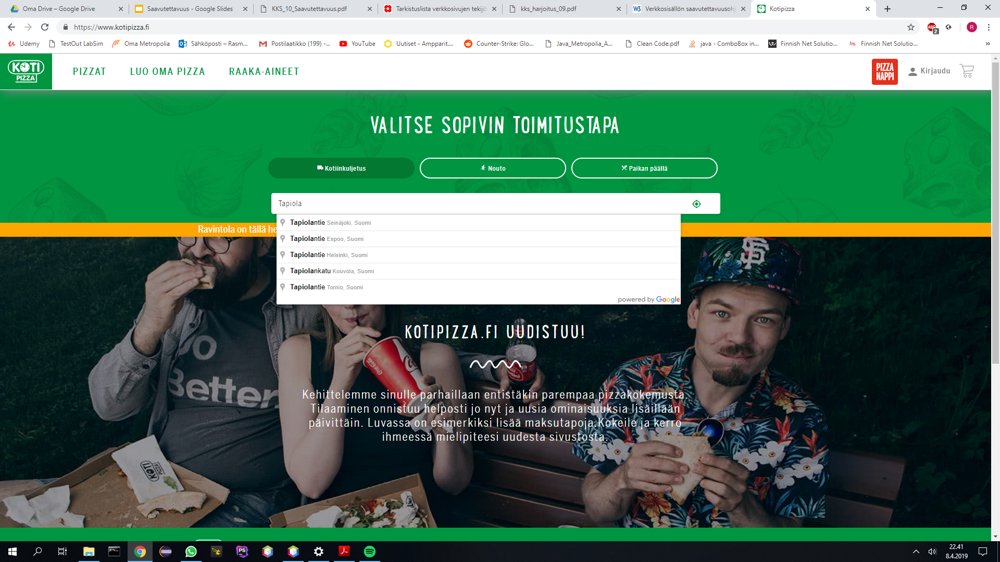 Oma Drive – Google Drive
Saavutettavuus - Google Slides
KKS_10_Saavutettavuus.pdf
Tarkistuslista verkkosivujen tekijö
kks_harjoitus_09.pdf
Verkkosisällön saavutettavuusohj
Kotipizza
https://www.kotipizza.fi
ABP
2
R
Udemy
TestOut LabSim
Oma Metropolia
Sähköposti – Rasm...
Postilaatikko (199) -...
YouTube
Uutiset - Ampparit....
Counter-Strike: Glo...
Java_Metropolia_A...
Clean Code.pdf
java - ComboBox in...
Finnish Net Solutio...
fns
Finnish Net Solutio...
»
KOTI
PIZZA
PIZZAT
LUO OMA PIZZA
RAAKA-AINEET
PIZZA
NAPPI
Kirjaudu
VALITSE SOPIVIN TOIMITUSTAPA
Kotiinkuljetus
Nouto
Paikan päällä
Tapiola
Ravintola on tällä he
Tapiolantie Seinäjoki, Suomi
Tapiolantie Espoo, Suomi
Tapiolantie Helsinki, Suomi
Tapiolankatu Kouvola, Suomi
Tapiolantie Tornio, Suomi
powered by Google
KOTIPIZZA.FI UUDISTUU!
Better
Kehittelemme sinulle parhaillaan entistäkin parempaa pizzakokemusta.
Tilaaminen onnistuu helposti jo nyt ja uusia ominaisuuksia lisäillään
päivittäin. Luvassa on esimerkiksi lisää maksutapoja.Kokeile ja kerro
ihmeessä mielipiteesi uudesta sivustosta.
KOTI
PIZZA
22.41
8.4.2019